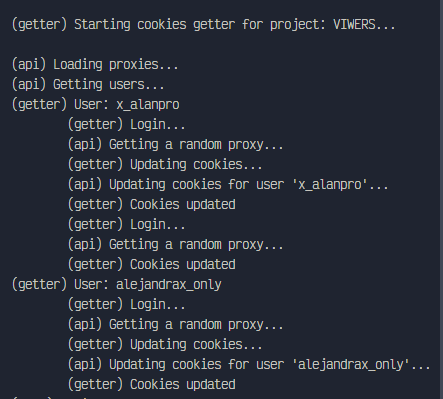 (getter) Starting cookies getter for project: VIWERS...
(api) Loading proxies...
(api) Getting users...
(getter) User: x_alanpro
(getter) Login...
(api) Getting a random proxy...
(getter) Updating cookies...
(api) Updating cookies for user 'x_alanpro'...
(getter) Cookies updated
(getter) Login...
(api) Getting a random proxy...
(getter) Cookies updated
(getter) User: alejandrax_only
(getter) Login...
(api) Getting a random proxy...
(getter) Updating cookies...
(api) Updating cookies for user 'alejandrax_only'...
(getter) Cookies updated